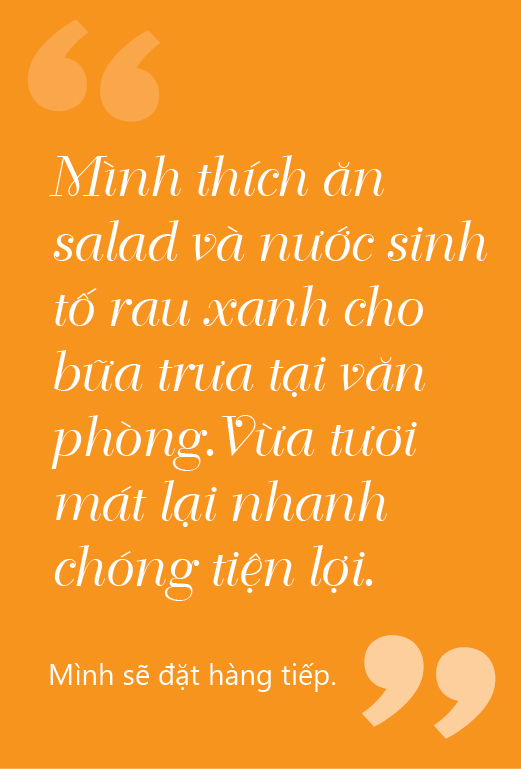 Mình thích ăn
salad và nước sinh
tố rau xanh cho
bữa trưa tại văn
phòng.Vừa tươi
mát lại nhanh
chóng tiện lợi.
Mình sẽ đặt hàng tiếp.